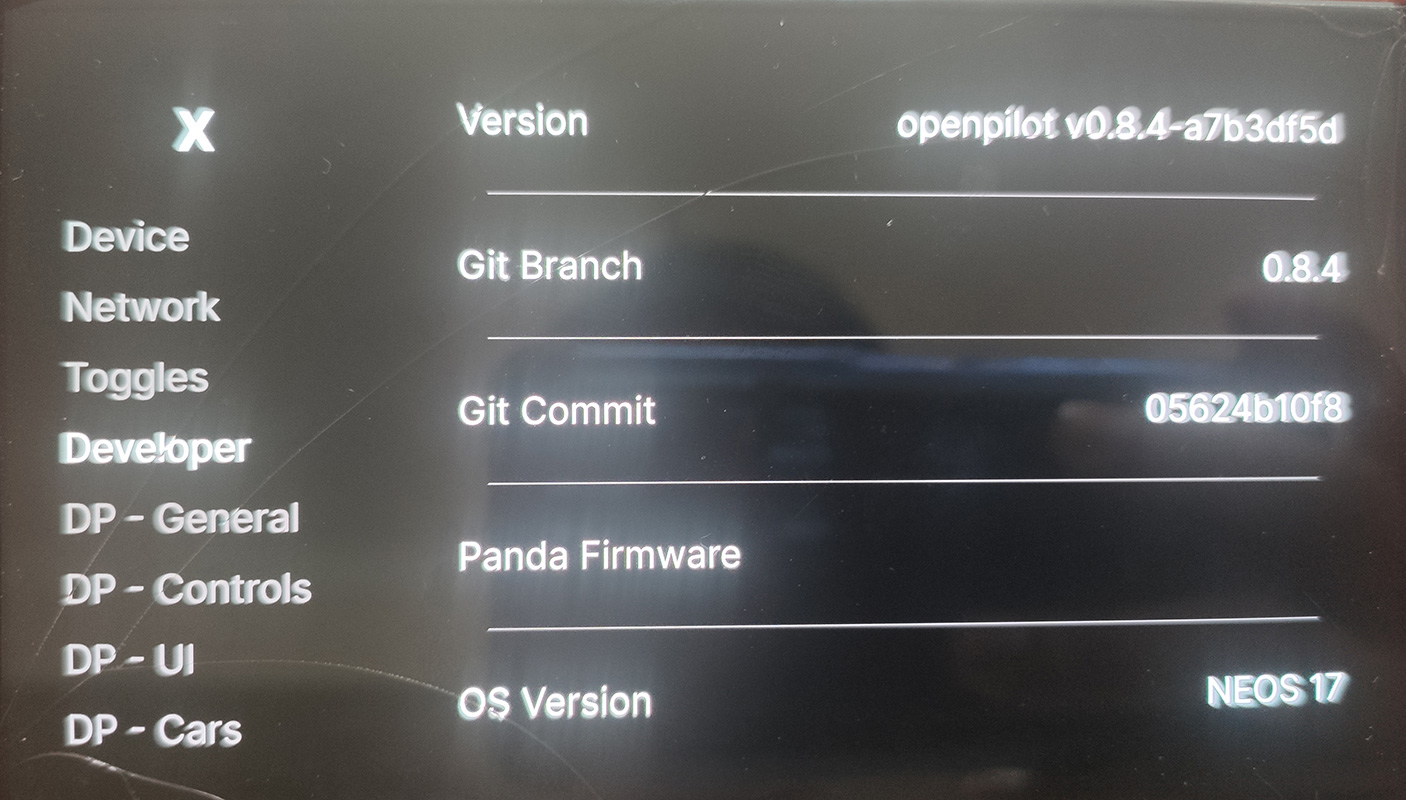 X
Device
Network
Toggles
Developer
DP - General
DP - Controls
DP - UI
DP - Cars
Version openpilot v0.8.4-a7b3df5d
Git Branch 0.8.4
Git Commit 05624b10f8
Panda Firmware
OS Version NEOS 17